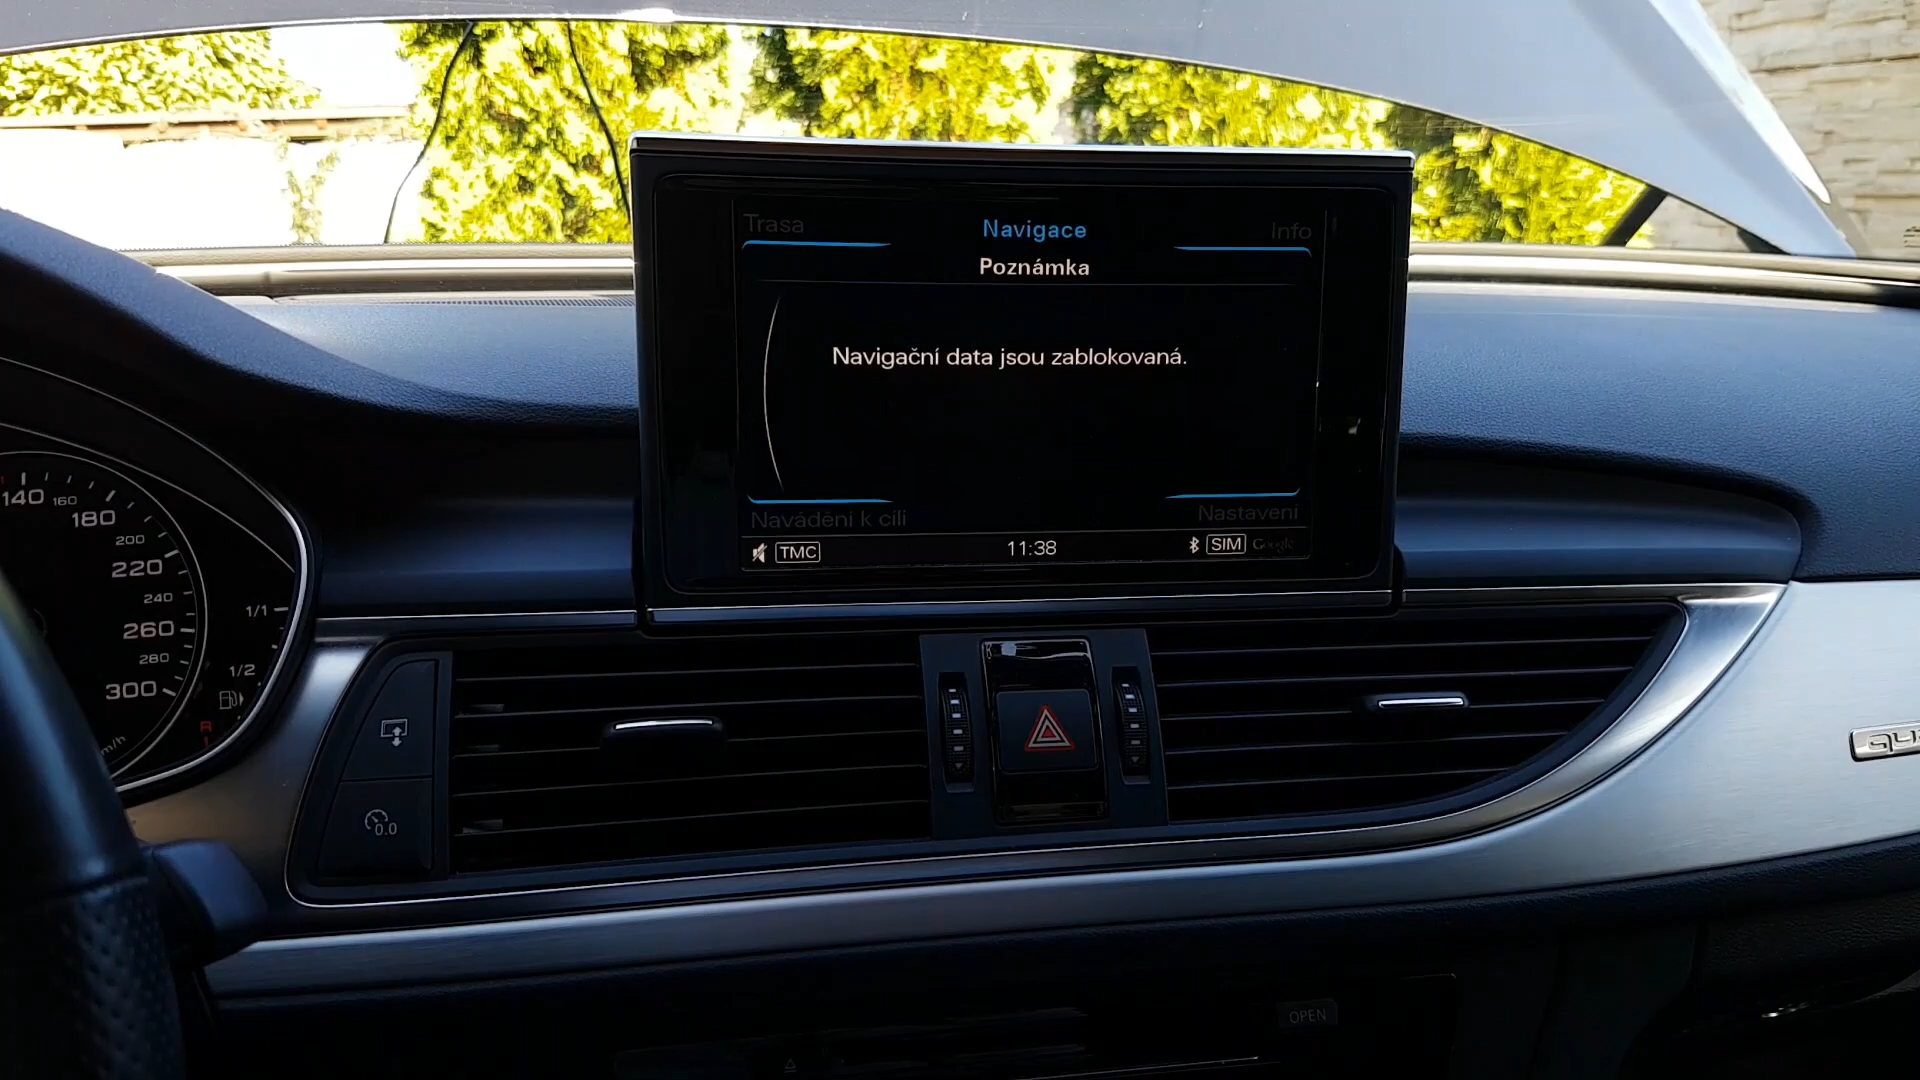 Trasa
Navigace
Info
Poznámka
Navigační data jsou zablokovaná.
Navádění k cíli
Nastavení
TMC
11:38
SIM
Google
140
160
180
200
220
240
260
280
300
1/1
1/2
0.0
OPEN